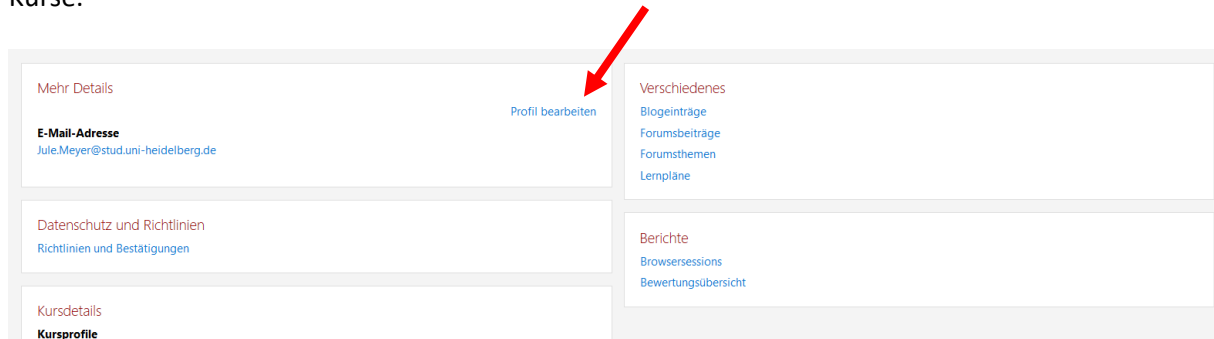 Kurse.
Mehr Details
Profil bearbeiten
E-Mail-Adresse
Jule.Meyer@stud.uni-heidelberg.de
Datenschutz und Richtlinien
Richtlinien und Bestätigungen
Kursdetails
Kursprofile
Verschiedenes
Blogeinträge
Forumsbeiträge
Forumsthemen
Lernpläne
Berichte
Browsersessions
Bewertungsübersicht